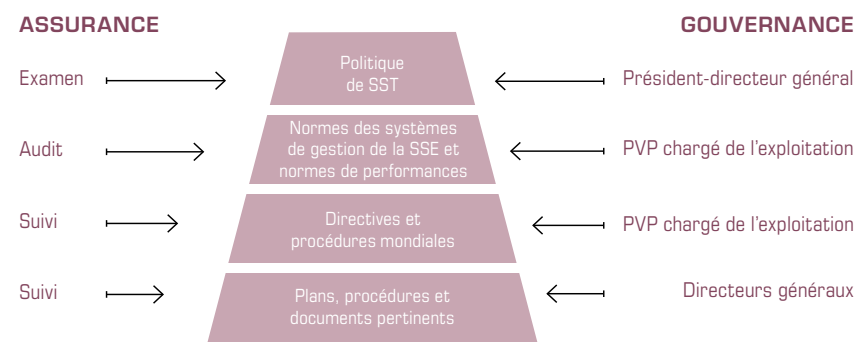 ASSURANCE
GOUVERNANCE
Examen
Politique
de SST
Président-directeur général
Audit
Normes des systèmes
de gestion de la SSE et
normes de performances
PVP chargé de l'exploitation
Suivi
Directives et
procédures mondiales
PVP chargé de l'exploitation
Suivi
Plans, procédures et
documents pertinents
Directeurs généraux